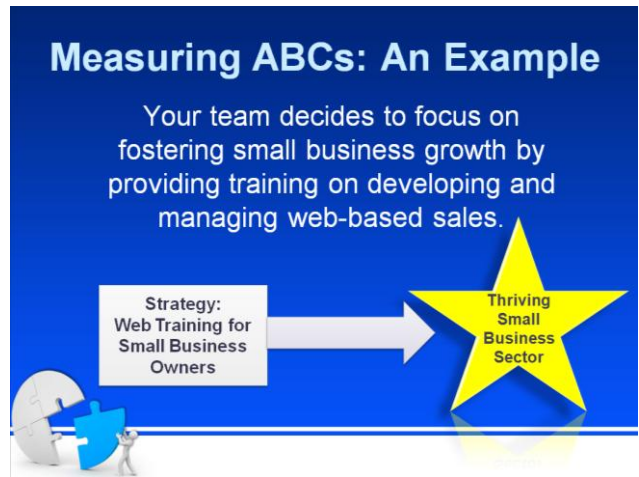 Measuring ABCs: An Example
Your team decides to focus on
fostering small business growth by
providing training on developing and
managing web-based sales.
Strategy:
Web Training for
Small Business
Owners
Thriving
Small
Business
Sector